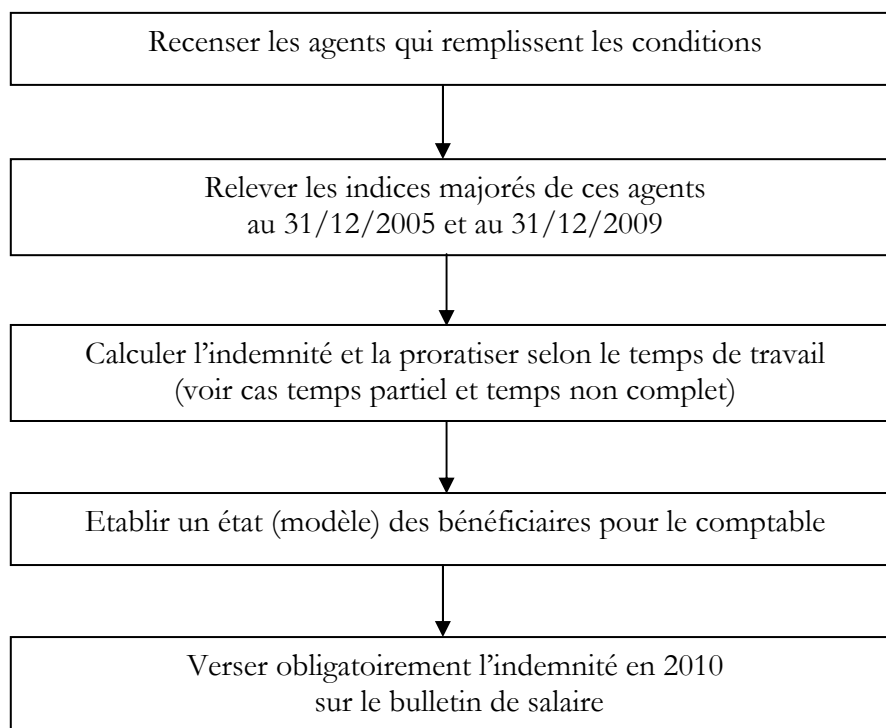 Recenser les agents qui remplissent les conditions
Relever les indices majorés de ces agents
au 31/12/2005 et au 31/12/2009
Calculer l’indemnité et la proratiser selon le temps de travail
(voir cas temps partiel et temps non complet)
Etablir un état (modèle) des bénéficiaires pour le comptable
Verser obligatoirement l’indemnité en 2010
sur le bulletin de salaire